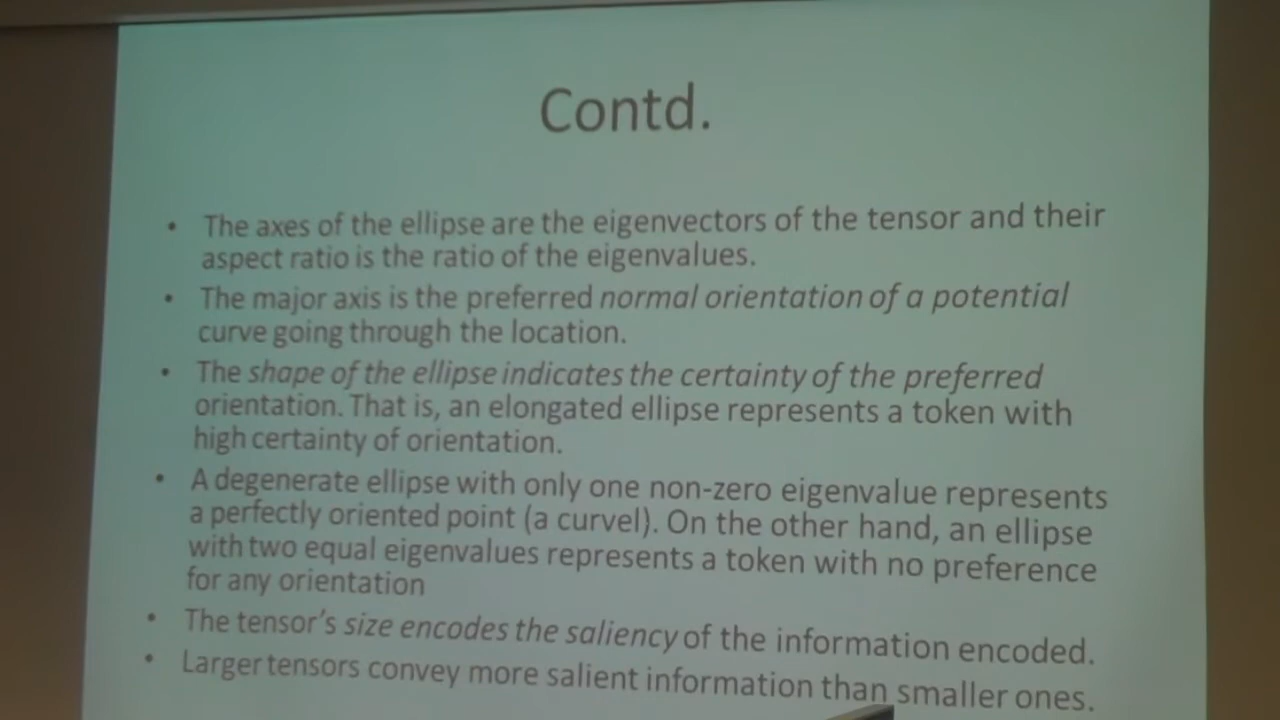 Contd.
• The axes of the ellipse are the eigenvectors of the tensor and their
aspect ratio is the ratio of the eigenvalues.
• The major axis is the preferred normal orientation of a potential
curve going through the location.
• The shape of the ellipse indicates the certainty of the preferred
orientation. That is, an elongated ellipse represents a token with
high certainty of orientation.
• A degenerate ellipse with only one non-zero eigenvalue represents
a perfectly oriented point (a curvel). On the other hand, an ellipse
with two equal eigenvalues represents a token with no preference
for any orientation
• The tensor's size encodes the saliency of the information encoded.
• Larger tensors convey more salient information than smaller ones.